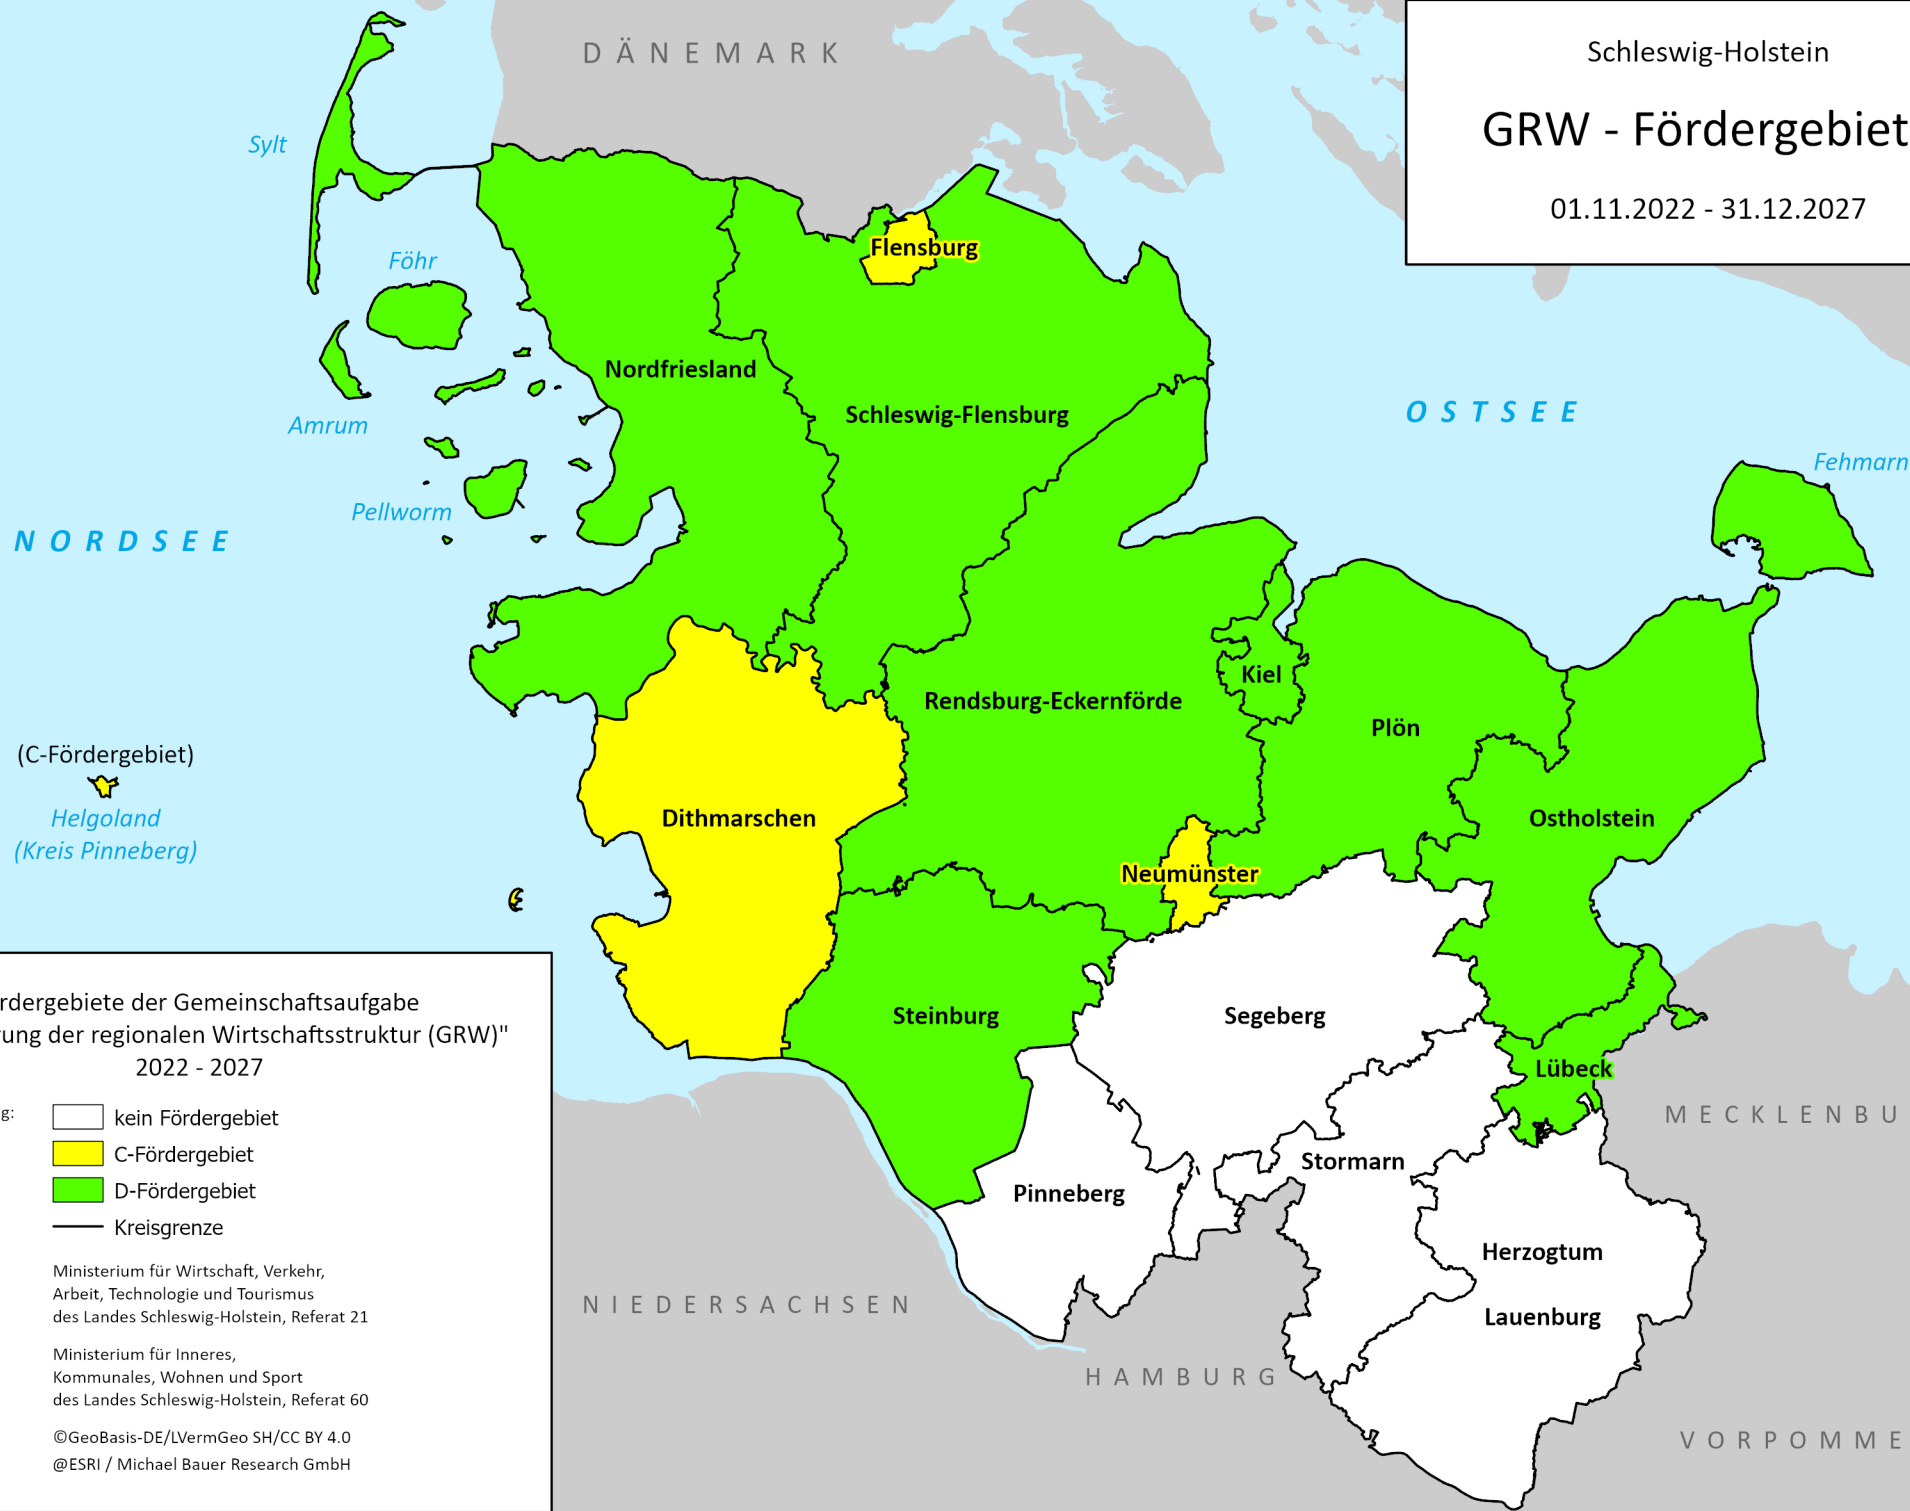 Schleswig-Holstein
GRW - Fördergebiet
01.11.2022 - 31.12.2027
DÄNEMARK
Sylt
Flensburg
Föhr
Nordfriesland
Schleswig-Flensburg
OSTSEE
Amrum
Fehmarn
Pellworm
NORDSEE
Kiel
Rendsburg-Eckernförde
Plön
(C-Fördergebiet)
Helgoland
(Kreis Pinneberg)
Dithmarschen
Ostholstein
Neumünster
Steinburg
Segeberg
Lübeck
MECKLENBU
Stormarn
Pinneberg
Herzogtum
Lauenburg
NIEDERSACHSEN
HAMBURG
VORPOMME
rdergebiete der Gemeinschaftsaufgabe
rung der regionalen Wirtschaftsstruktur (GRW)"
2022 - 2027
g:
kein Fördergebiet
C-Fördergebiet
D-Fördergebiet
Kreisgrenze
Ministerium für Wirtschaft, Verkehr,
Arbeit, Technologie und Tourismus
des Landes Schleswig-Holstein, Referat 21
Ministerium für Inneres,
Kommunales, Wohnen und Sport
des Landes Schleswig-Holstein, Referat 60
©GeoBasis-DE/LVermGeo SH/CC BY 4.0
@ESRI / Michael Bauer Research GmbH